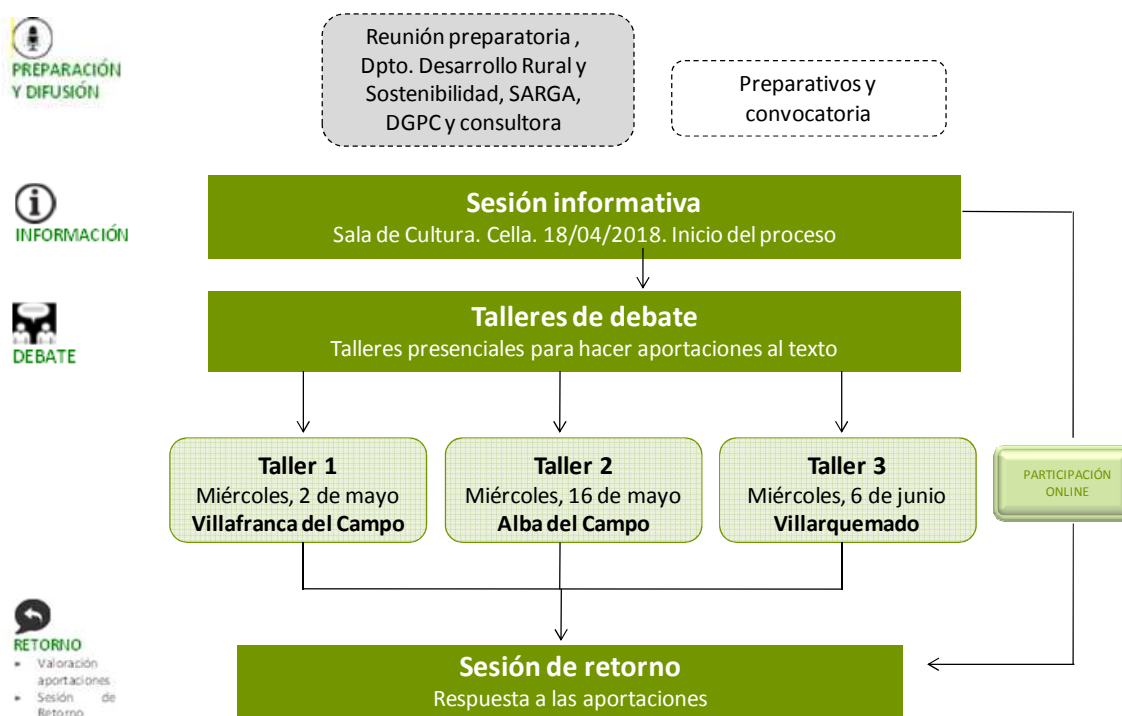 PREPARACIÓN
Y DIFUSIÓN
Reunión preparatoria ,
Dpto. Desarrollo Rural y
Sostenibilidad, SARGA,
DGPC y consultora
Preparativos y
convocatoria
INFORMACIÓN
Sesión informativa
Sala de Cultura. Cella. 18/04/2018. Inicio del proceso
DEBATE
Talleres de debate
Talleres presenciales para hacer aportaciones al texto
Taller 1
Miércoles, 2 de mayo
Villafranca del Campo
Taller 2
Miércoles, 16 de mayo
Alba del Campo
Taller 3
Miércoles, 6 de junio
Villarquemado
PARTICIPACIÓN
ONLINE
RETORNO
• Valoración
aportaciones
• Sesión de
Retorno
Sesión de retorno
Respuesta a las aportaciones